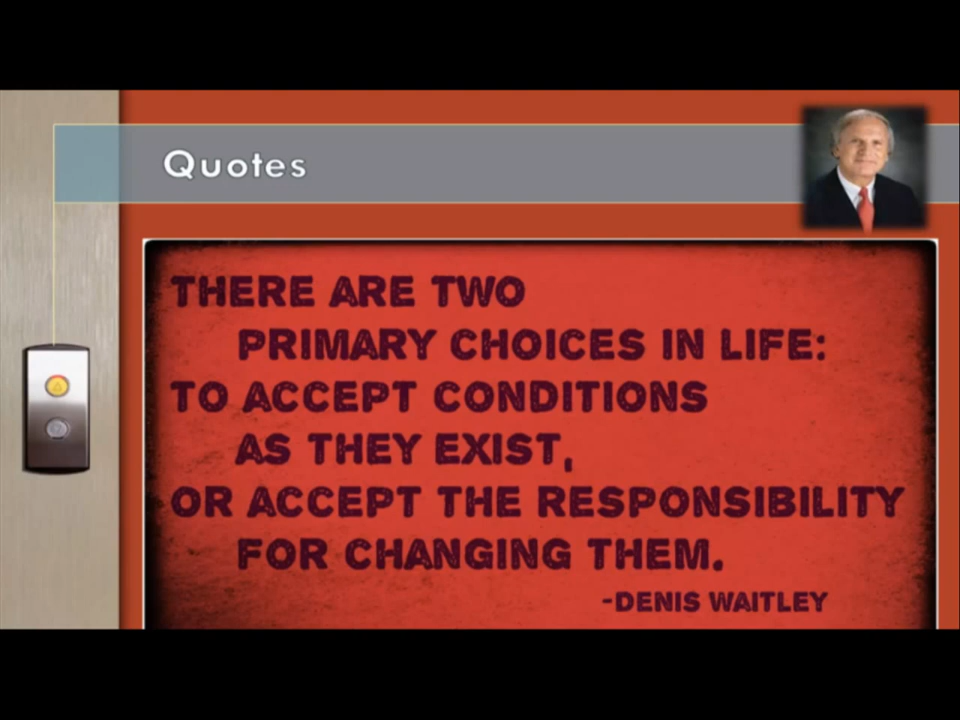 Quotes
THERE ARE TWO
PRIMARY CHOICES IN LIFE:
TO ACCEPT CONDITIONS
AS THEY EXIST,
OR ACCEPT THE RESPONSIBILITY
FOR CHANGING THEM.
-DENIS WAITLEY